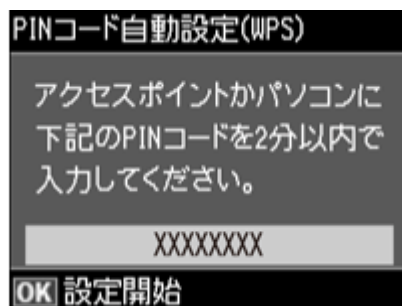 PINコード自動設定(WPS)
アクセスポイントかパソコンに
下記のPINコードを2分以内で
入力してください。
XXXXXXXX
OK 設定開始